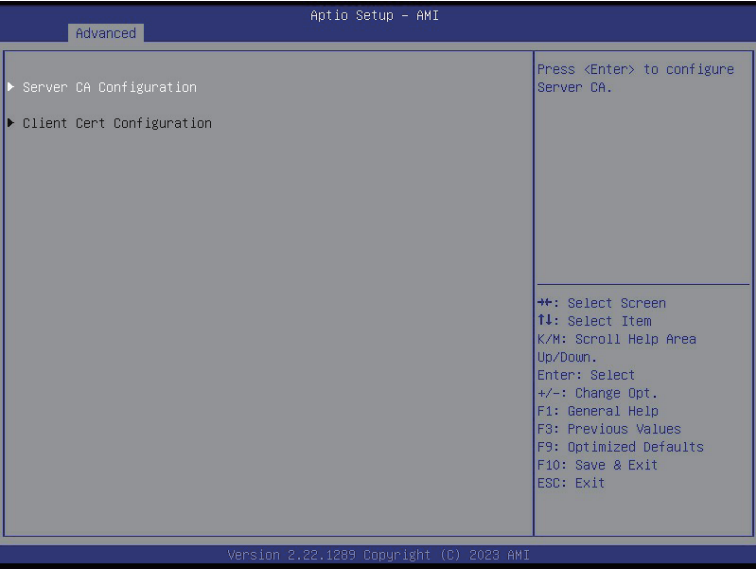 Aptio Setup – AMI
Advanced
▶ Server CA Configuration
▶ Client Cert Configuration
Press <Enter> to configure
Server CA.
→←: Select Screen
↑↓: Select Item
K/M: Scroll Help Area
Up/Down.
Enter: Select
+/-: Change Opt.
F1: General Help
F3: Previous Values
F9: Optimized Defaults
F10: Save & Exit
ESC: Exit
Version 2.22.1289 Copyright (C) 2023 AMI